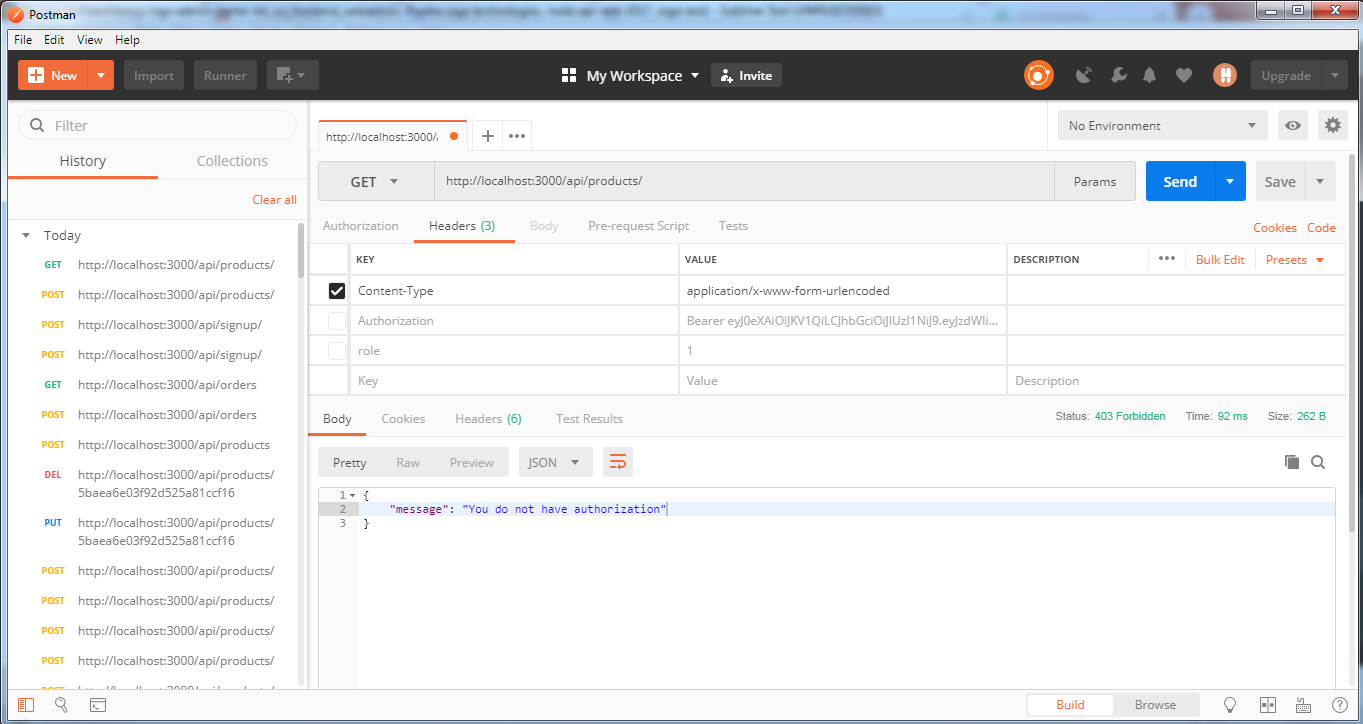 Postman
File Edit View Help
New Import Runner My Workspace Invite Upgrade
Filter
History Collections
Clear all
Today
GET http://localhost:3000/api/products/
POST http://localhost:3000/api/products/
POST http://localhost:3000/api/signup/
POST http://localhost:3000/api/signup/
GET http://localhost:3000/api/orders
POST http://localhost:3000/api/orders
POST http://localhost:3000/api/products
DEL http://localhost:3000/api/products/
5baea6e03f92d525a81ccf16
PUT http://localhost:3000/api/products/
5baea6e03f92d525a81ccf16
POST http://localhost:3000/api/products/
POST http://localhost:3000/api/products/
POST http://localhost:3000/api/products/
POST http://localhost:3000/api/products/
http://localhost:3000/ No Environment
GET http://localhost:3000/api/products/ Params Send Save
Authorization Headers (3) Body Pre-request Script Tests Cookies Code
KEY VALUE DESCRIPTION ••• Bulk Edit Presets
Content-Type application/x-www-form-urlencoded
Authorization Bearer
role 1
Key Value Description
Body Cookies Headers (6) Test Results Status: 403 Forbidden Time: 92 ms Size: 262 B
Pretty Raw Preview JSON
1 {
2 "message": "You do not have authorization"
3 }
Build Browse